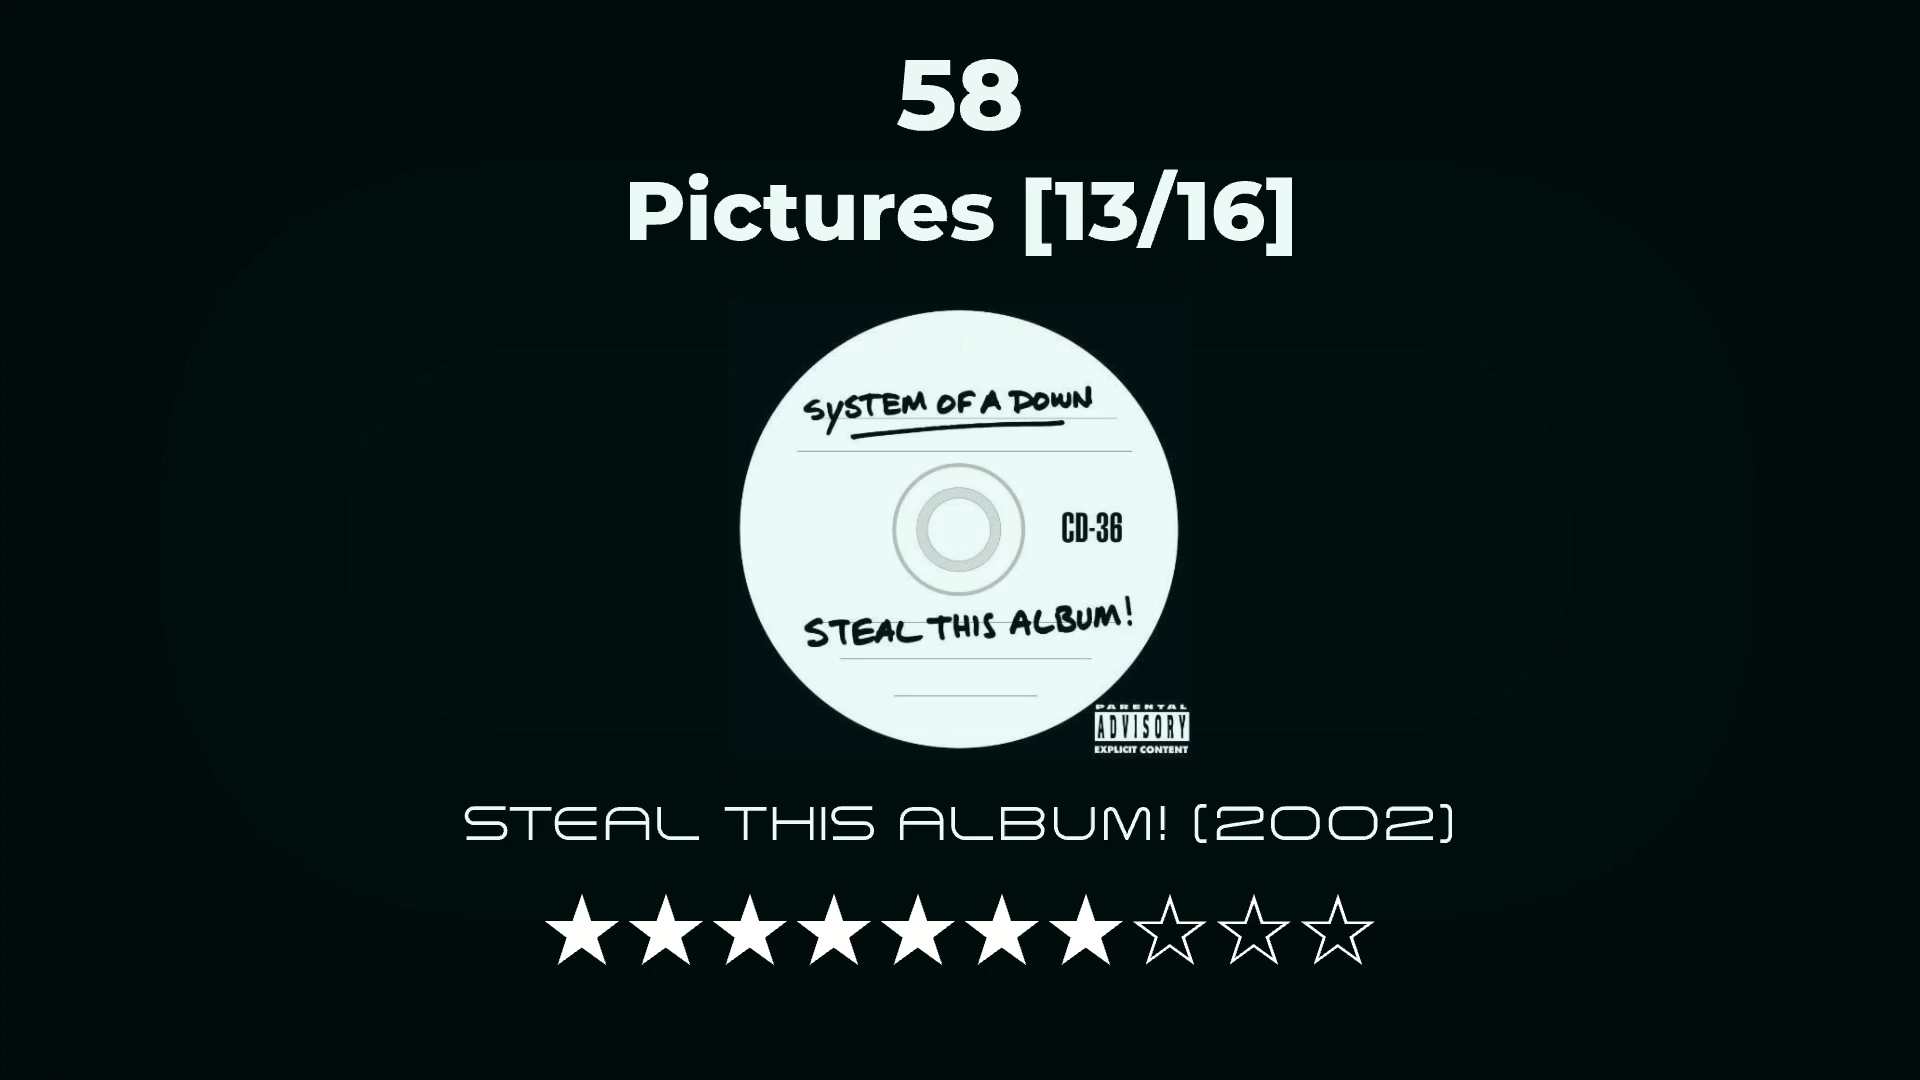 58
Pictures [13/16]
SYSTEM OF A DOWN
CD-36
STEAL THIS ALBUM!
PARENTAL
ADVISORY
EXPLICIT CONTENT
STEAL THIS ALBUM! (2002)